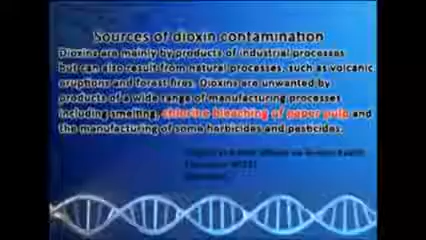 Sources of dioxin contamination
Dioxins are mainly by products of industrial processes
but can also result from natural processes, such as volcanic
eruptions and forest fires. Dioxins are unwanted by
products of a wide range of manufacturing processes
including smelting, chlorine bleaching of paper pulp and
the manufacturing of some herbicides and pesticides.